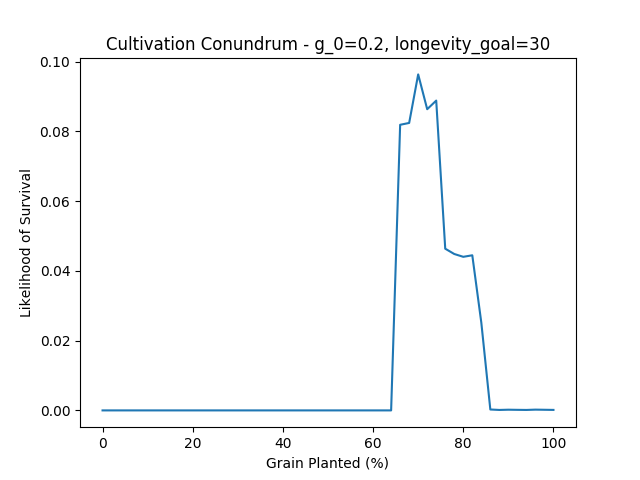 Cultivation Conundrum - g_0=0.2, longevity_goal=30
0.10
0.08
0.06
0.04
0.02
0.00
Likelihood of Survival
0 20 40 60 80 100
Grain Planted (%)